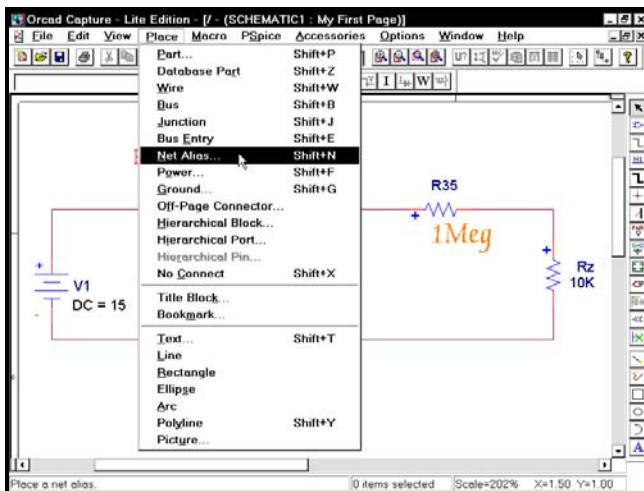 Orcad Capture - Lite Edition - [/ - (SCHEMATIC1 : My First Page)]
File Edit View Place Macro PSpice Accessories Options Window Help
Part... Shift+P
Database Part Shift+Z
Wire Shift+W
Bus Shift+B
Junction Shift+J
Bus Entry Shift+E
Net Alias... Shift+N
Power... Shift+F
Ground... Shift+G
Off-Page Connector...
Hierarchical Block...
Hierarchical Port...
Hierarchical Pin...
No Connect Shift+X
Title Block...
Bookmark...
Text... Shift+T
Line
Rectangle
Ellipse
Arc
Polyline Shift+Y
Picture...
R35
1Meg
Rz
10K
V1
DC = 15
Place a net alias. 0 items selected Scale=202% X=1.50 Y=1.00